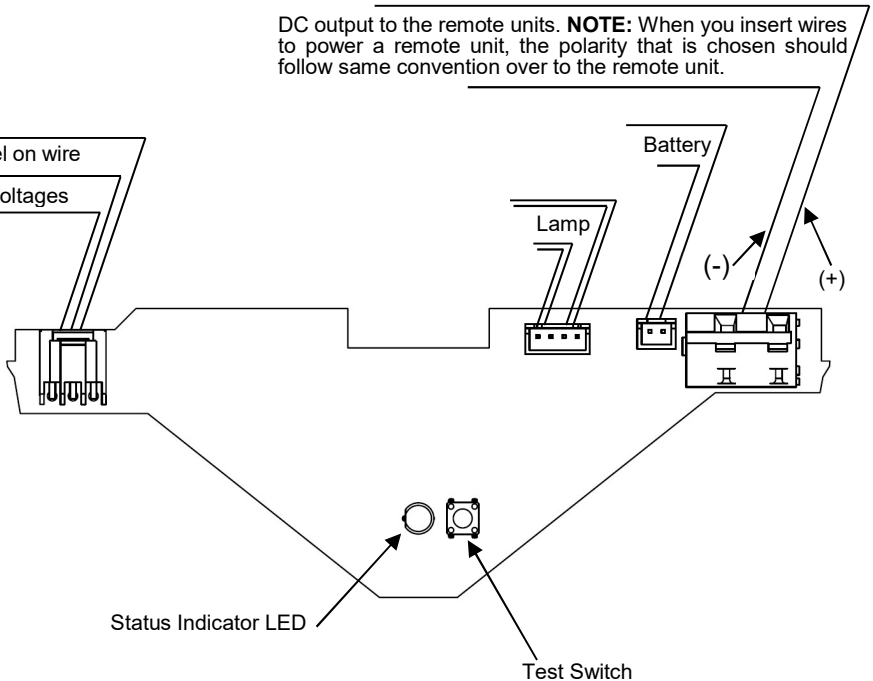 DC output to the remote units. NOTE: When you insert wires
to power a remote unit, the polarity that is chosen should
follow same convention over to the remote unit.
on wire
Battery
Lamp
(-)
(+)
Status Indicator LED
Test Switch